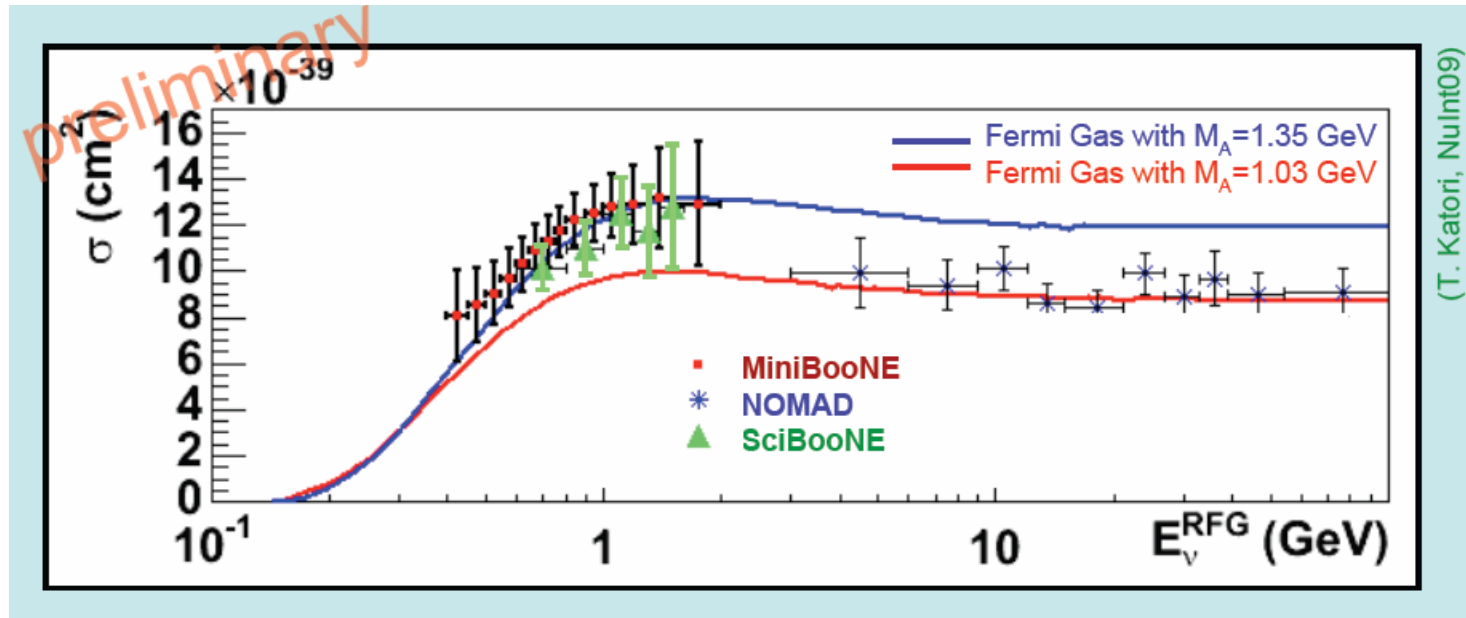 preliminary
×10⁻³⁹
σ (cm²)
16
14
12
10
8
6
4
2
0
Fermi Gas with M_A=1.35 GeV
Fermi Gas with M_A=1.03 GeV
MiniBooNE
NOMAD
SciBooNE
10⁻¹
1
10
E_ν^RFG (GeV)
(T. Katori, NuInt09)